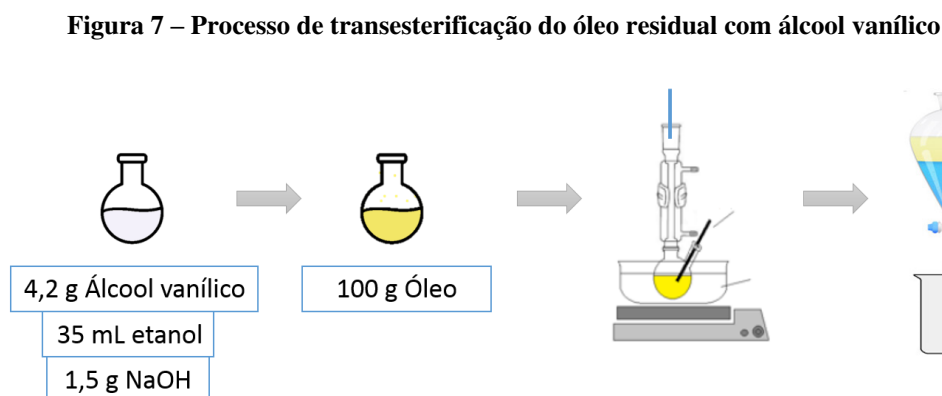 Figura 7 – Processo de transesterificação do óleo residual com álcool vanílico
4,2 g Álcool vanílico
35 mL etanol
1,5 g NaOH
100 g Óleo